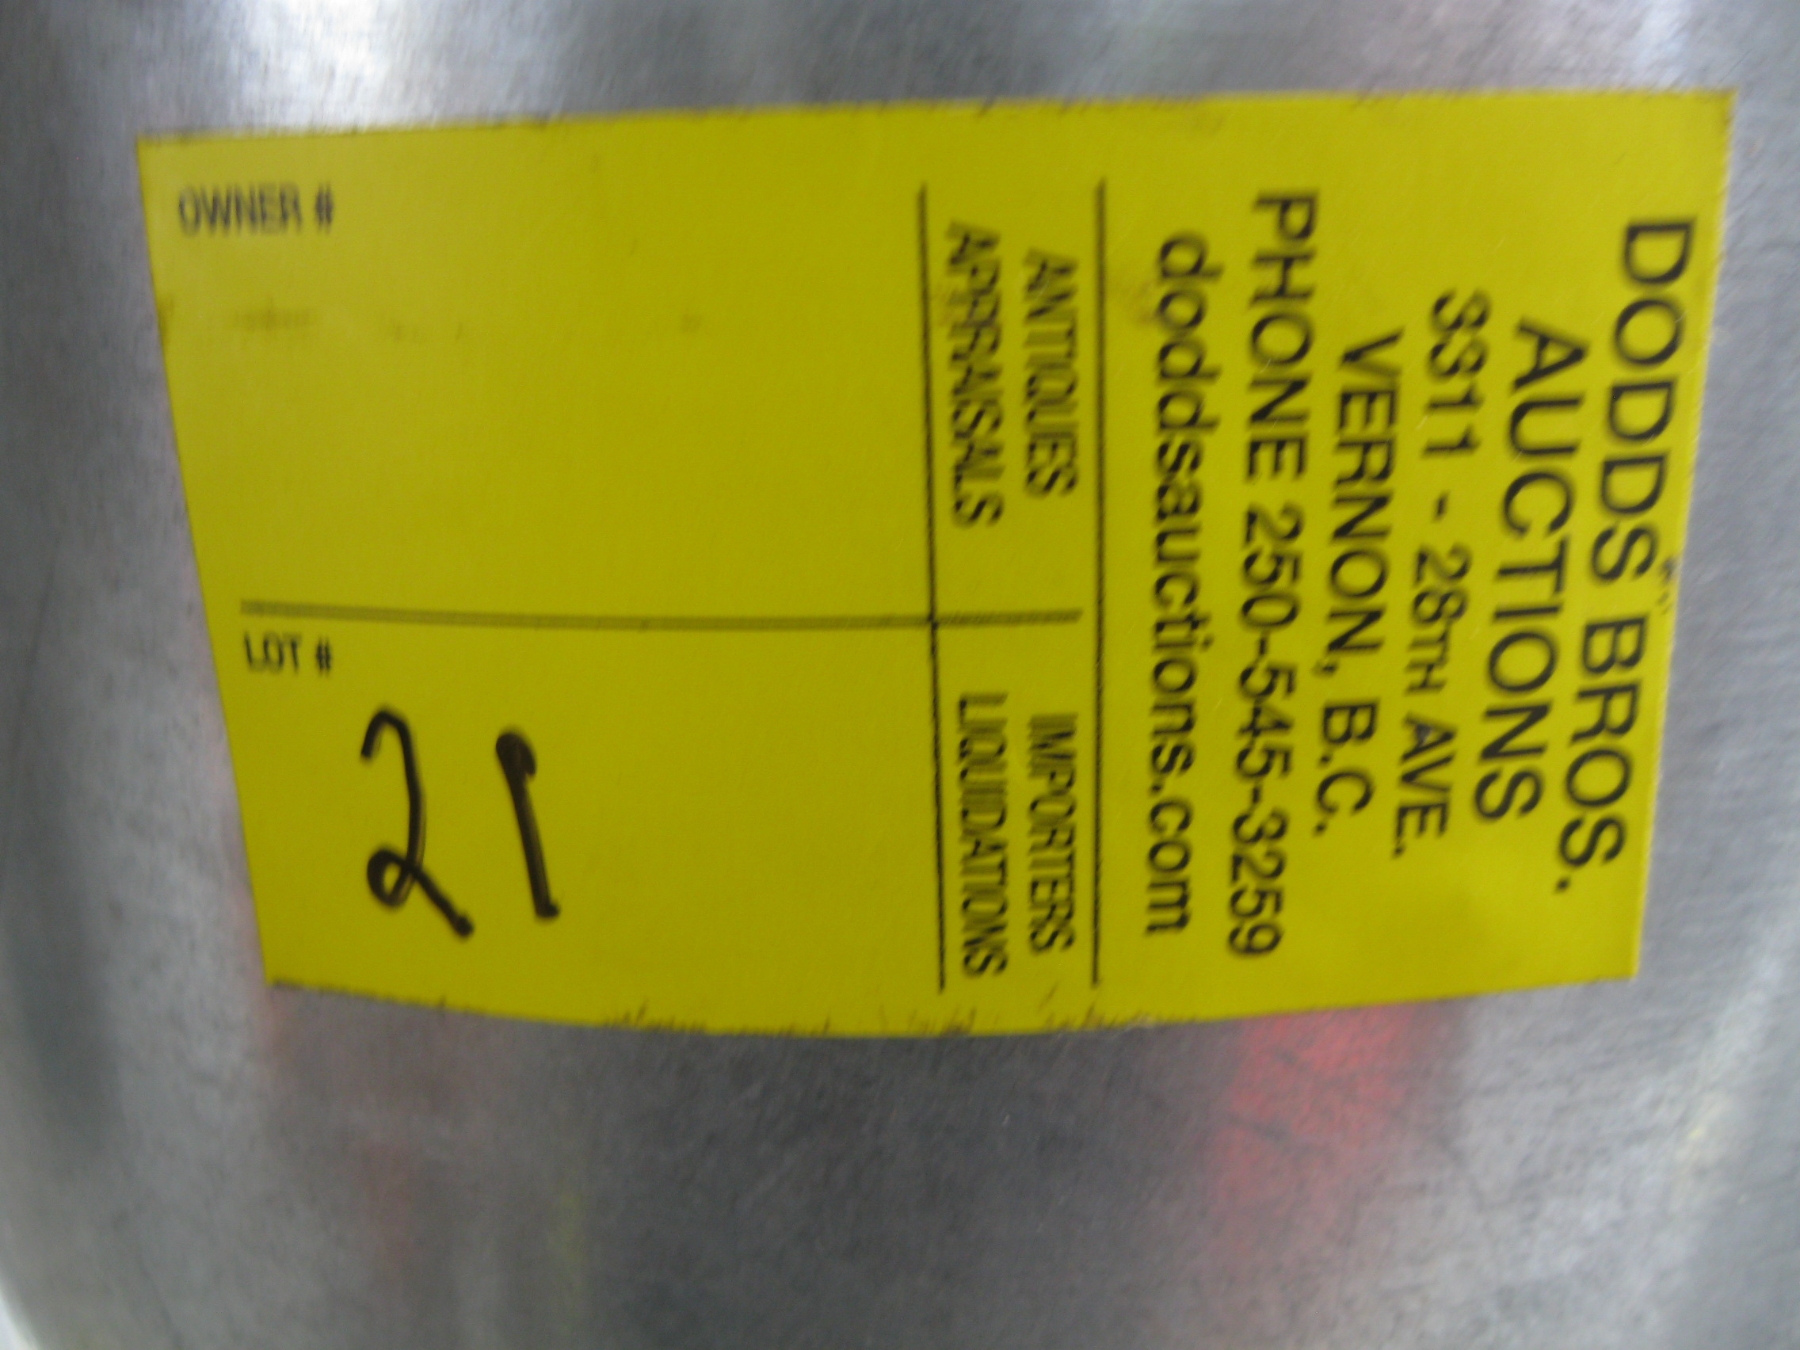 DODDS BROS.
AUCTIONS
3311 - 28TH AVE.
VERNON, B.C.
PHONE 250-545-3259
doddsauctions.com
ANTIQUES IMPORTERS
APPRAISALS LIQUIDATIONS
OWNER #
LOT #
21